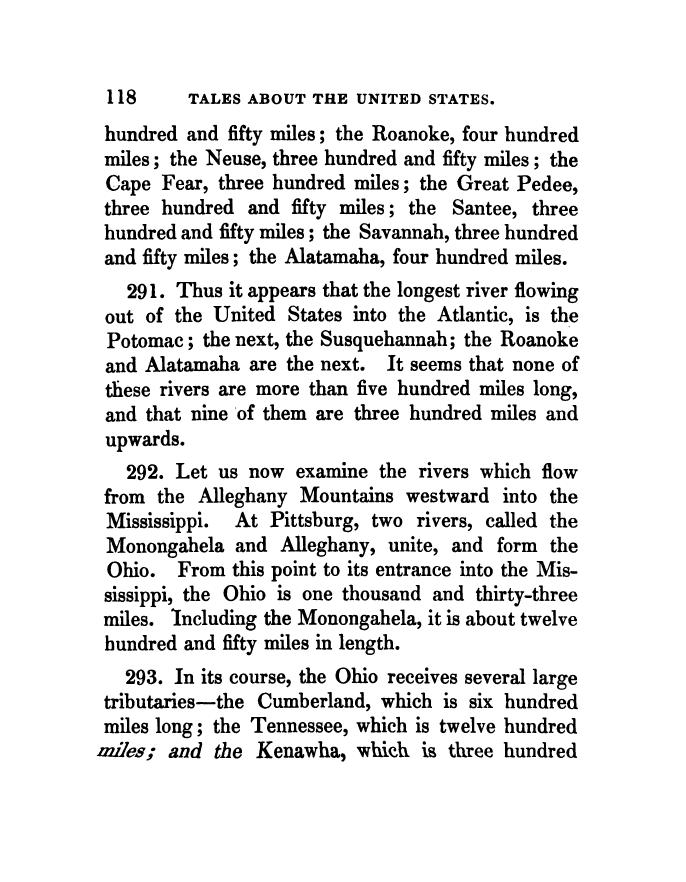 118 TALES ABOUT THE UNITED STATES.
hundred and fifty miles; the Roanoke, four hundred
miles; the Neuse, three hundred and fifty miles; the
Cape Fear, three hundred miles; the Great Pedee,
three hundred and fifty miles; the Santee, three
hundred and fifty miles; the Savannah, three hundred
and fifty miles; the Alatamaha, four hundred miles.
291. Thus it appears that the longest river flowing
out of the United States into the Atlantic, is the
Potomac; the next, the Susquehannah; the Roanoke
and Alatamaha are the next. It seems that none of
these rivers are more than five hundred miles long,
and that nine of them are three hundred miles and
upwards.
292. Let us now examine the rivers which flow
from the Alleghany Mountains westward into the
Mississippi. At Pittsburg, two rivers, called the
Monongahela and Alleghany, unite, and form the
Ohio. From this point to its entrance into the Mis-
sissippi, the Ohio is one thousand and thirty-three
miles. Including the Monongahela, it is about twelve
hundred and fifty miles in length.
293. In its course, the Ohio receives several large
tributaries—the Cumberland, which is six hundred
miles long; the Tennessee, which is twelve hundred
miles; and the Kenawha, which is three hundred